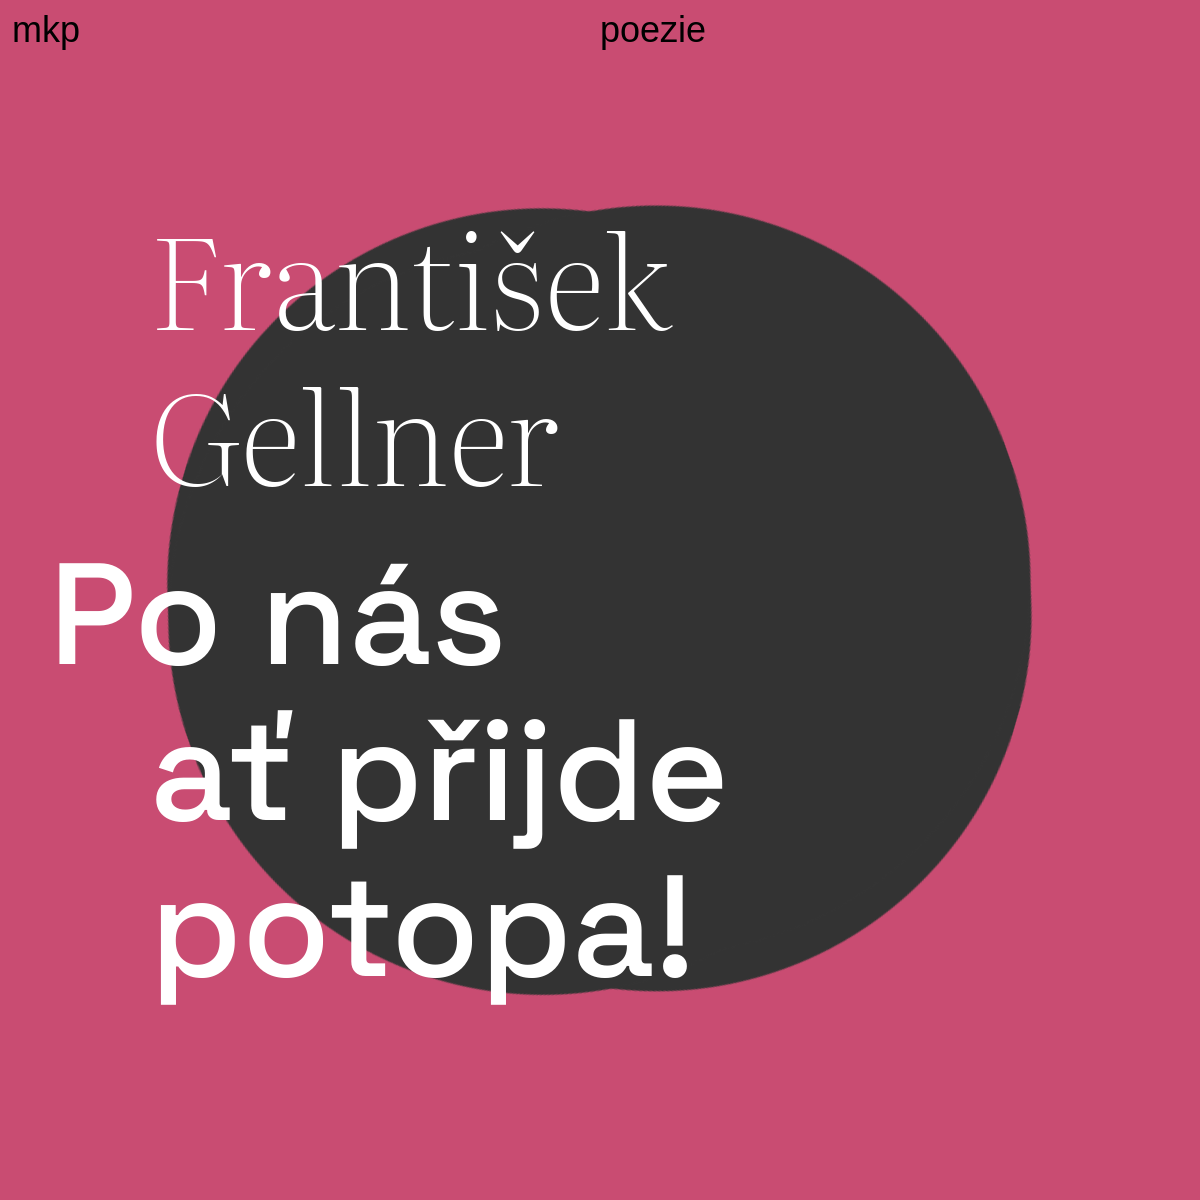 mkp
poezie
František
Gellner
Po nás
ať přijde
potopa!